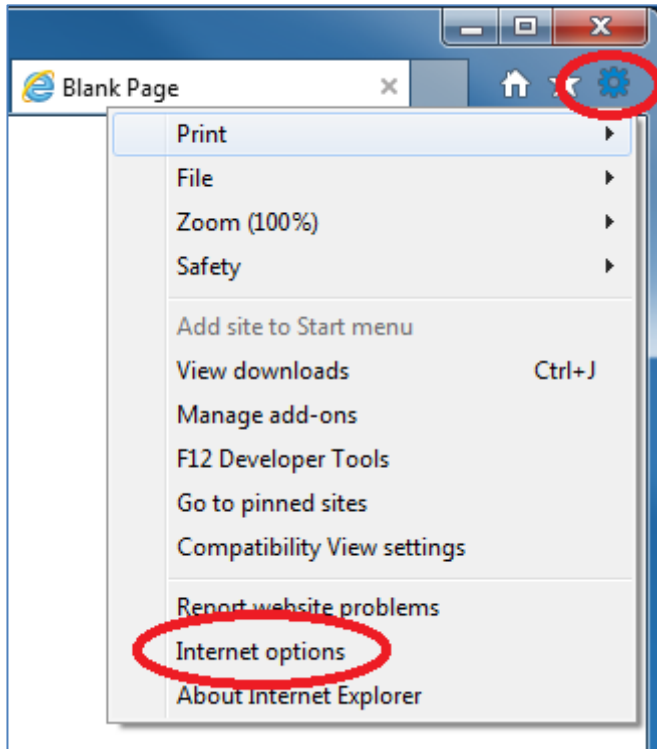 Blank Page
Print
File
Zoom (100%)
Safety
Add site to Start menu
View downloads Ctrl+J
Manage add-ons
F12 Developer Tools
Go to pinned sites
Compatibility View settings
Report website problems
Internet options
About Internet Explorer